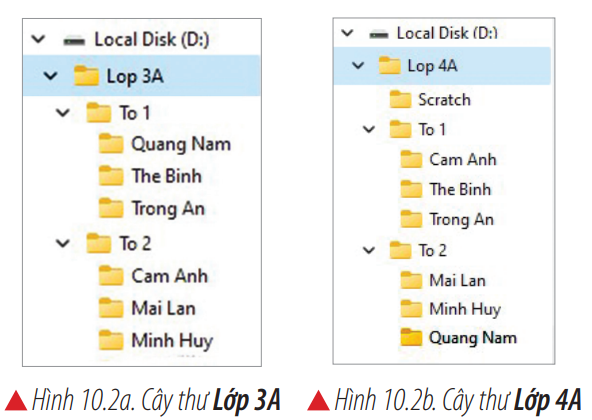 Local Disk (D:)
Lop 3A
To 1
Quang Nam
The Binh
Trong An
To 2
Cam Anh
Mai Lan
Minh Huy
▲ Hình 10.2a. Cây thư Lớp 3A
Local Disk (D:)
Lop 4A
Scratch
To 1
Cam Anh
The Binh
Trong An
To 2
Mai Lan
Minh Huy
Quang Nam
▲ Hình 10.2b. Cây thư Lớp 4A